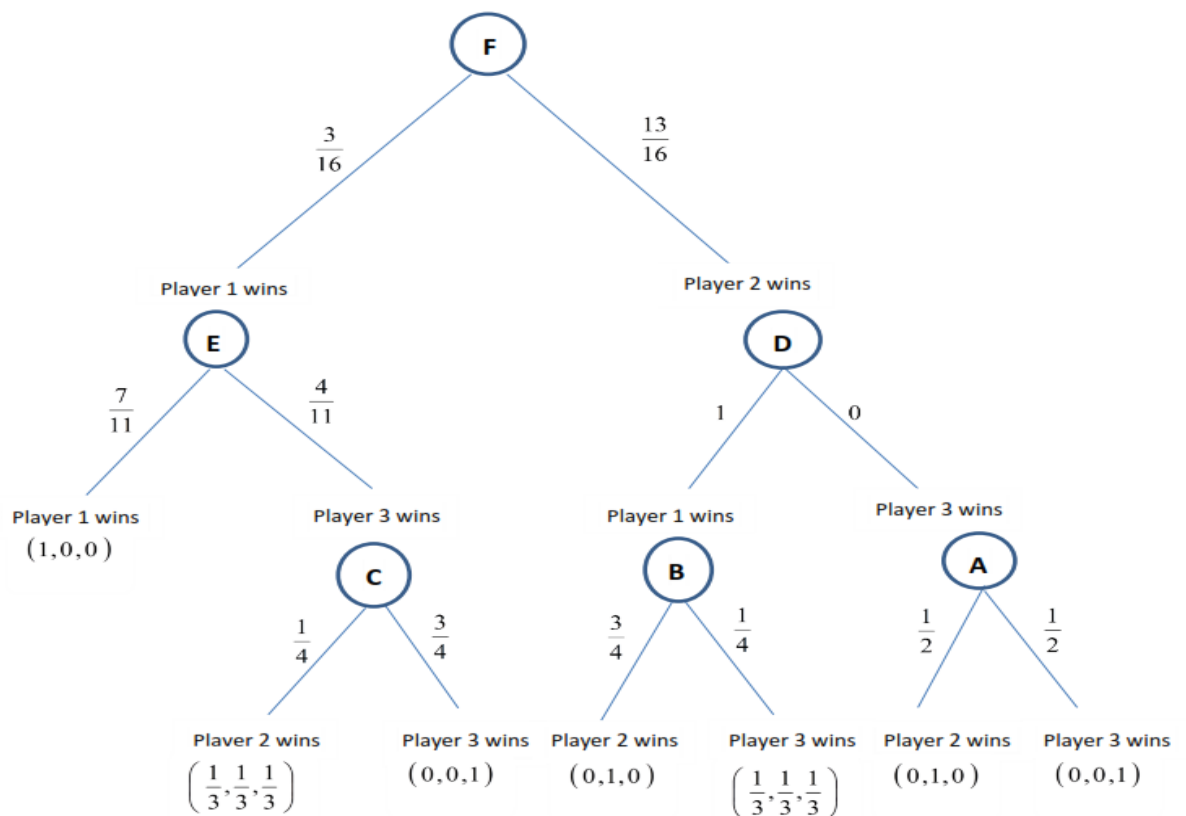 F
3/16
13/16
Player 1 wins
Player 2 wins
E
D
7/11
4/11
1
0
Player 1 wins
(1,0,0)
Player 3 wins
Player 1 wins
Player 3 wins
C
B
A
1/4
3/4
3/4
1/4
1/2
1/2
Player 2 wins
Player 3 wins
Player 2 wins
Player 3 wins
Player 2 wins
Player 3 wins
(1/3,1/3,1/3)
(0,0,1)
(0,1,0)
(1/3,1/3,1/3)
(0,1,0)
(0,0,1)